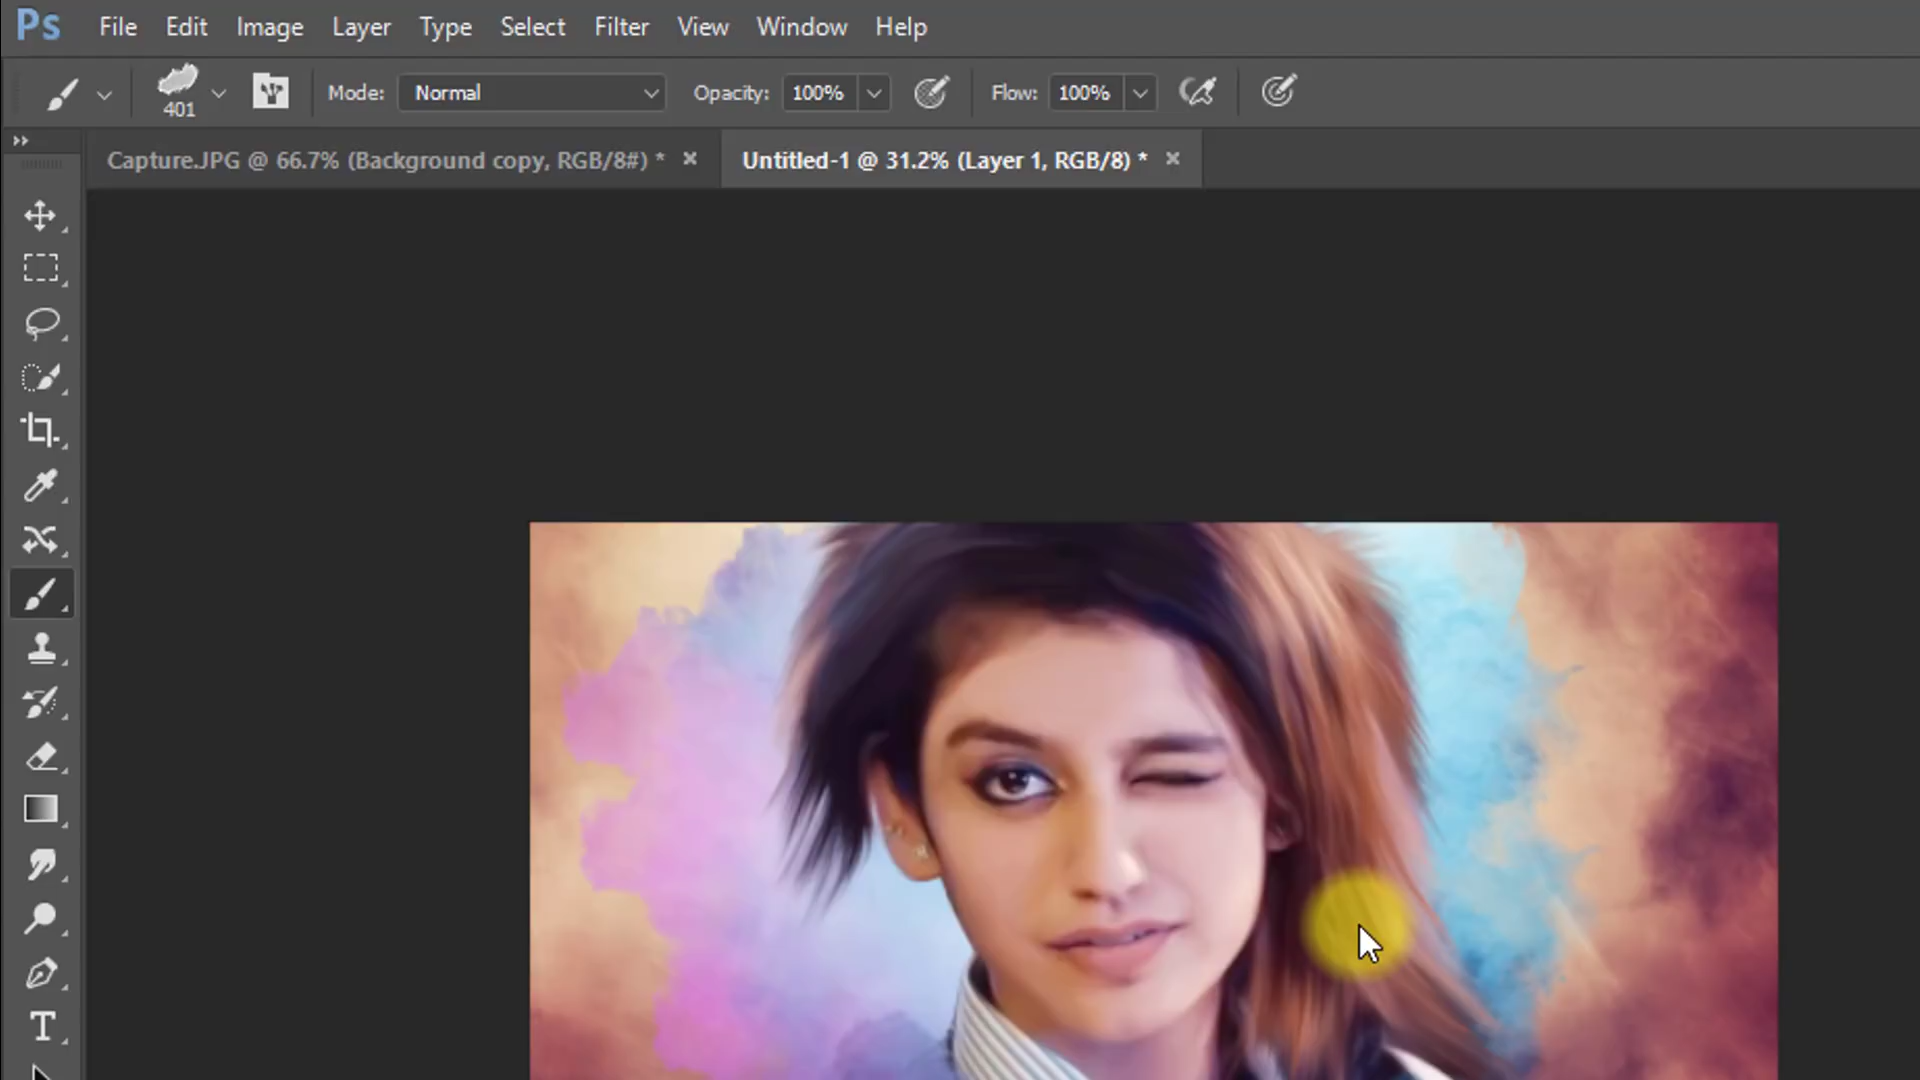 Ps File Edit Image Layer Type Select Filter View Window Help
401 Mode: Normal Opacity: 100% Flow: 100%
Capture.JPG @ 66.7% (Background copy, RGB/8#) * × Untitled-1 @ 31.2% (Layer 1, RGB/8) * ×
T